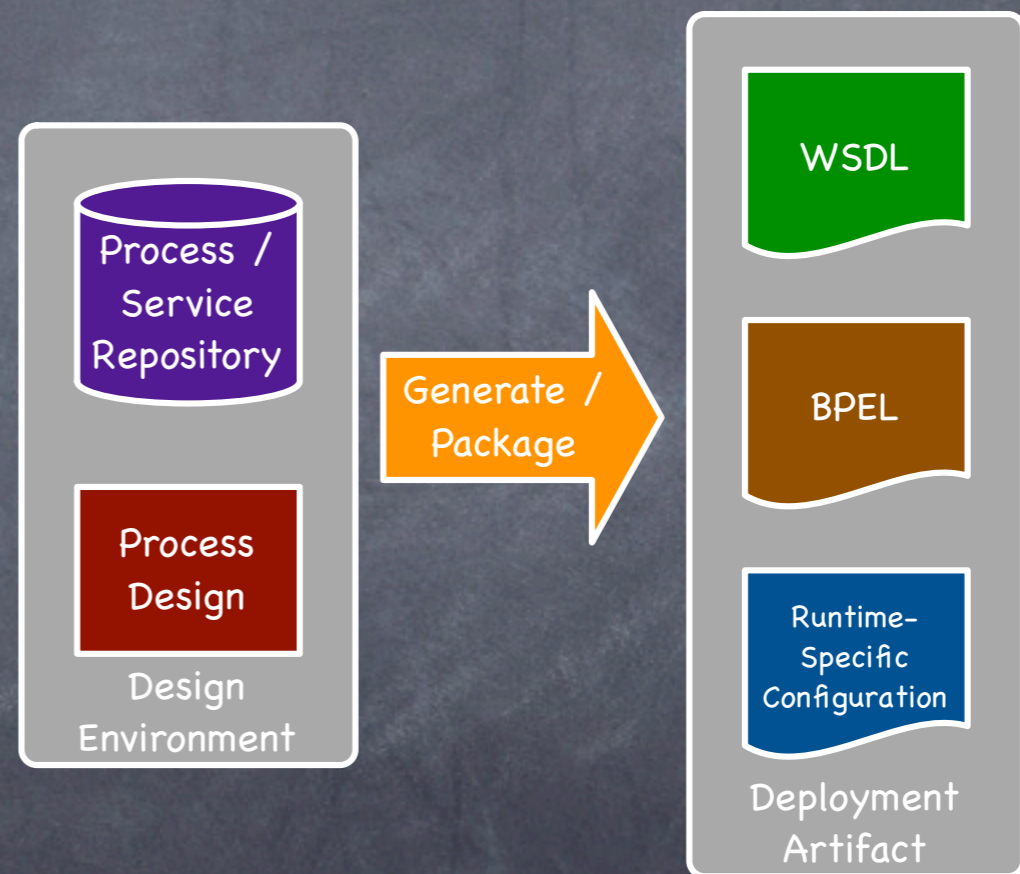 Process /
Service
Repository
Process
Design
Design
Environment
Generate /
Package
WSDL
BPEL
Runtime-
Specific
Configuration
Deployment
Artifact